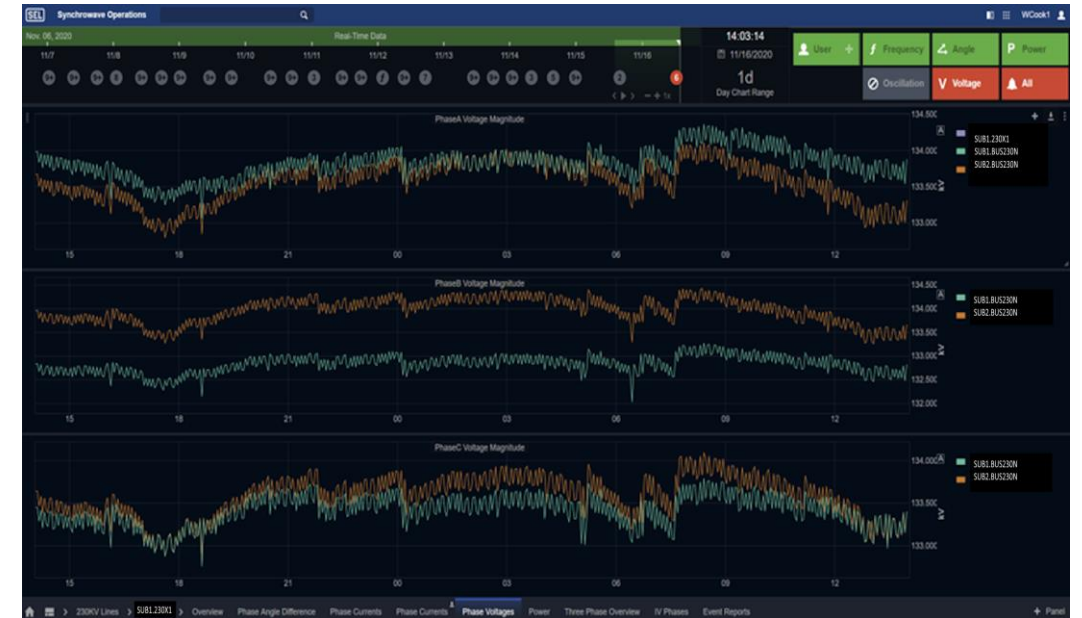 SEL Synchrowave Operations WCook1
Nov. 06, 2020 Real-Time Data 14:03:14
11/7 11/8 11/9 11/10 11/11 11/12 11/13 11/14 11/15 11/16 11/16/2020
User + Frequency Angle P Power
1d
Day Chart Range
Oscillation V Voltage All
PhaseA Voltage Magnitude
134.500
134.000
133.500
133.000
kV
A
SUB1.230X1
SUB1.BUS230N
SUB2.BUS230N
15 18 21 00 03 06 09 12
PhaseB Voltage Magnitude
134.500
134.000
133.500
133.000
132.500
132.000
kV
A
SUB1.BUS230N
SUB2.BUS230N
15 18 21 00 03 06 09 12
PhaseC Voltage Magnitude
134.000
133.500
133.000
kV
A
SUB1.BUS230N
SUB2.BUS230N
15 18 21 00 03 06 09 12
230KV Lines > SUB1.230X1 > Overview Phase Angle Difference Phase Currents Phase Currents Phase Voltages Power Three Phase Overview IV Phases Event Reports + Panel